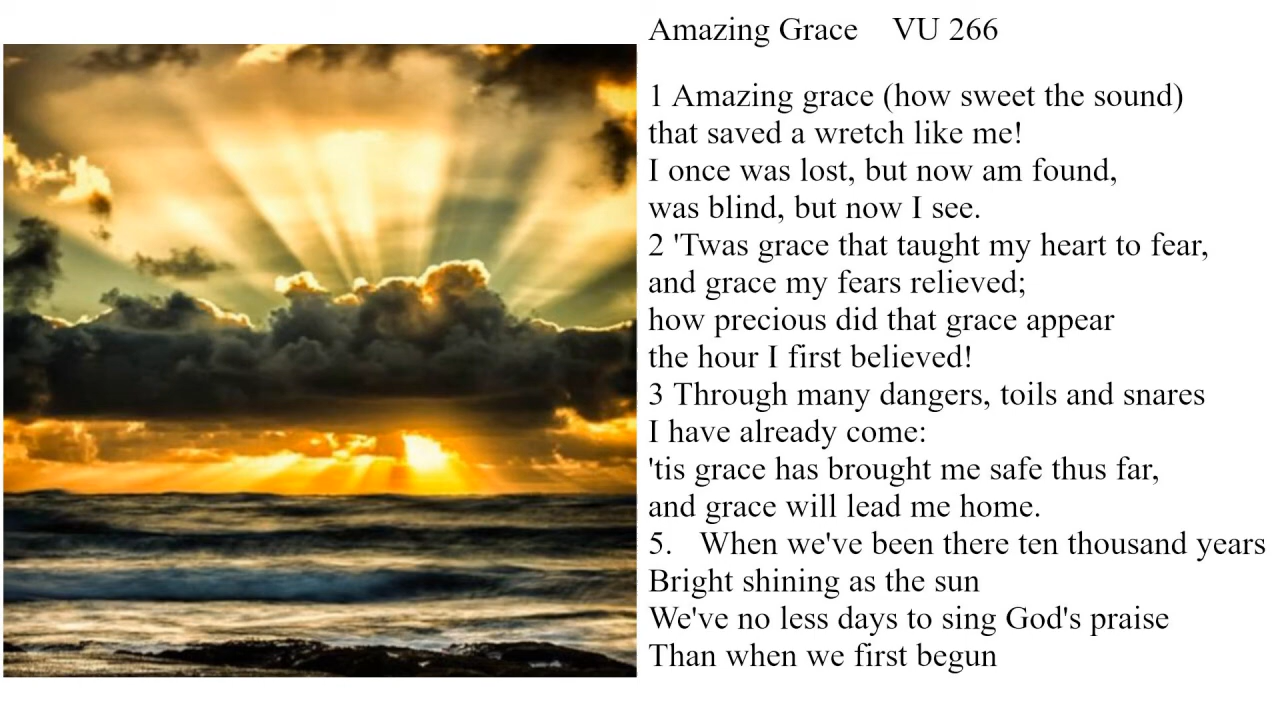 Amazing Grace VU 266
1 Amazing grace (how sweet the sound)
that saved a wretch like me!
I once was lost, but now am found,
was blind, but now I see.
2 'Twas grace that taught my heart to fear,
and grace my fears relieved;
how precious did that grace appear
the hour I first believed!
3 Through many dangers, toils and snares
I have already come:
'tis grace has brought me safe thus far,
and grace will lead me home.
5. When we've been there ten thousand years
Bright shining as the sun
We've no less days to sing God's praise
Than when we first begun